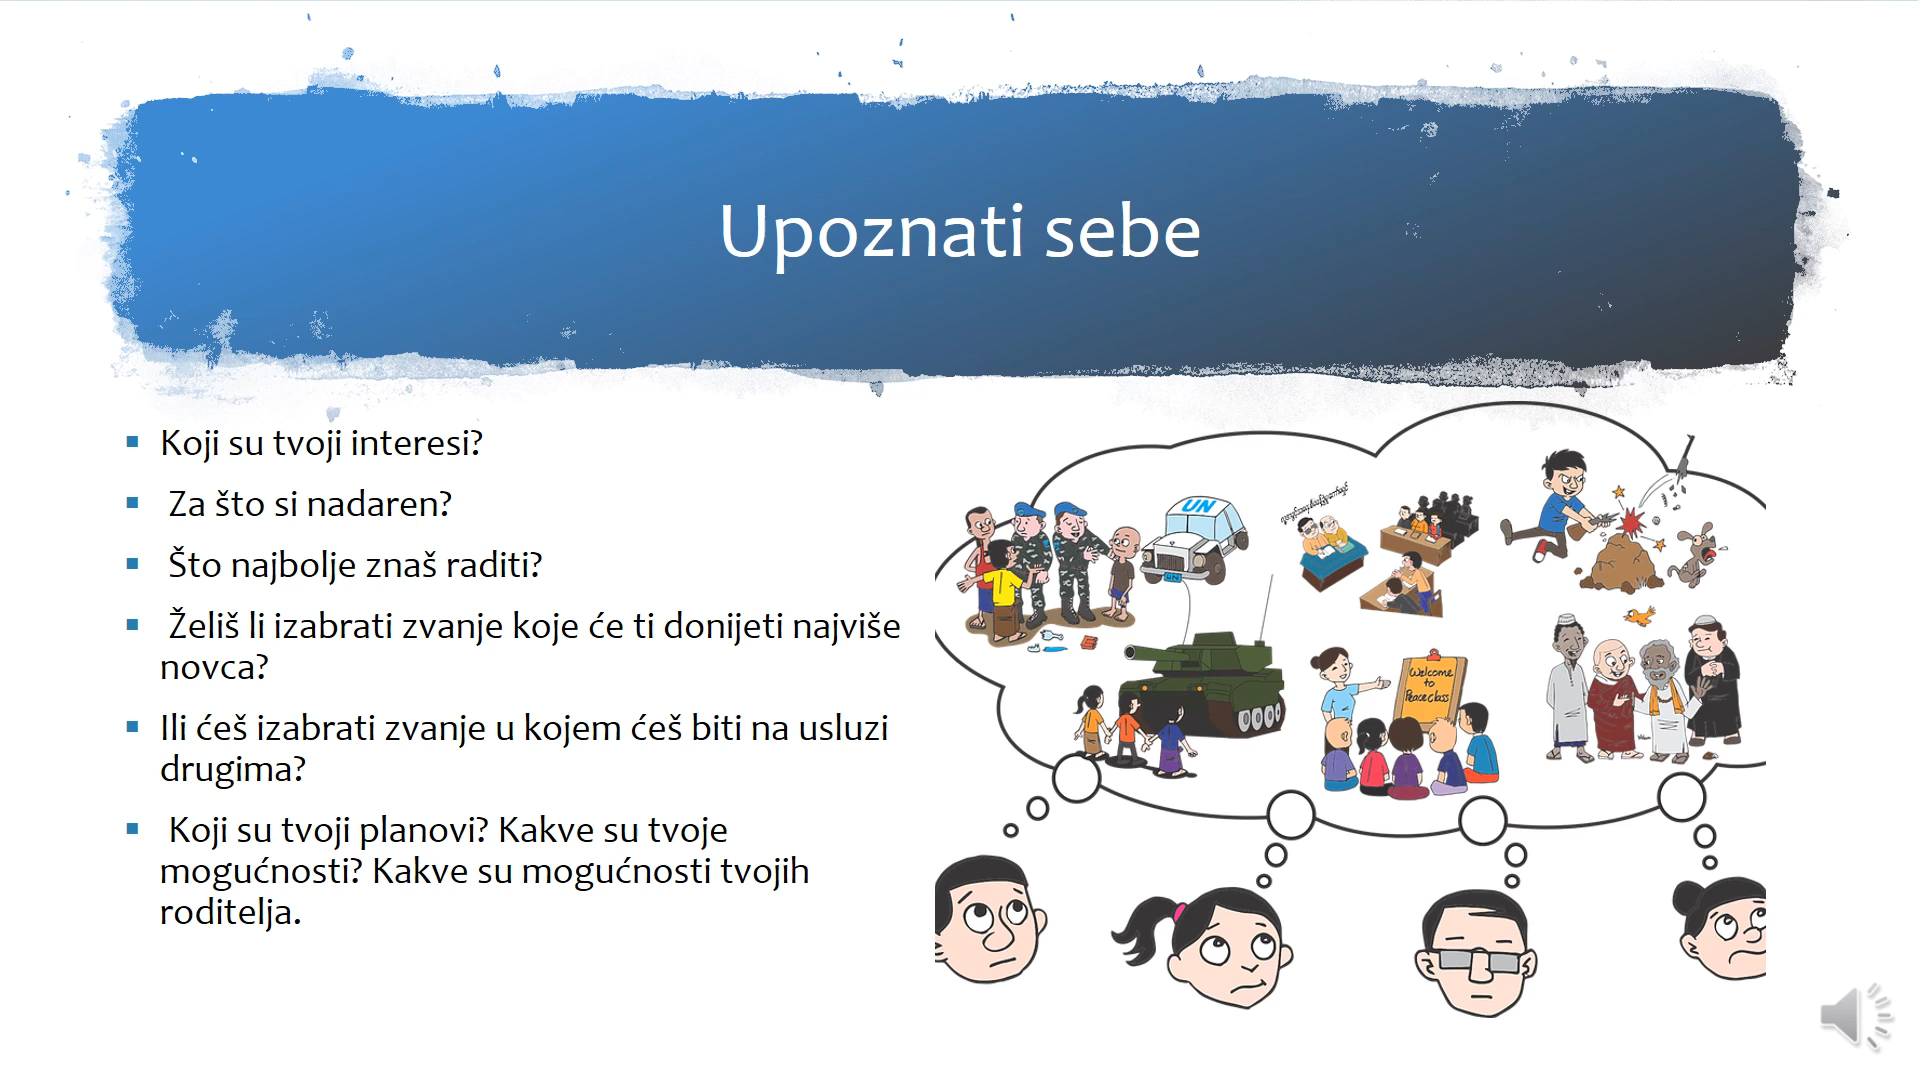 Upoznati sebe
Koji su tvoji interesi?
Za što si nadaren?
Što najbolje znaš raditi?
Želiš li izabrati zvanje koje će ti donijeti najviše
novca?
Ili ćeš izabrati zvanje u kojem ćeš biti na usluzi
drugima?
Koji su tvoji planovi? Kakve su tvoje
mogućnosti? Kakve su mogućnosti tvojih
roditelja.
UN
UN
Welcome
to
Peace class